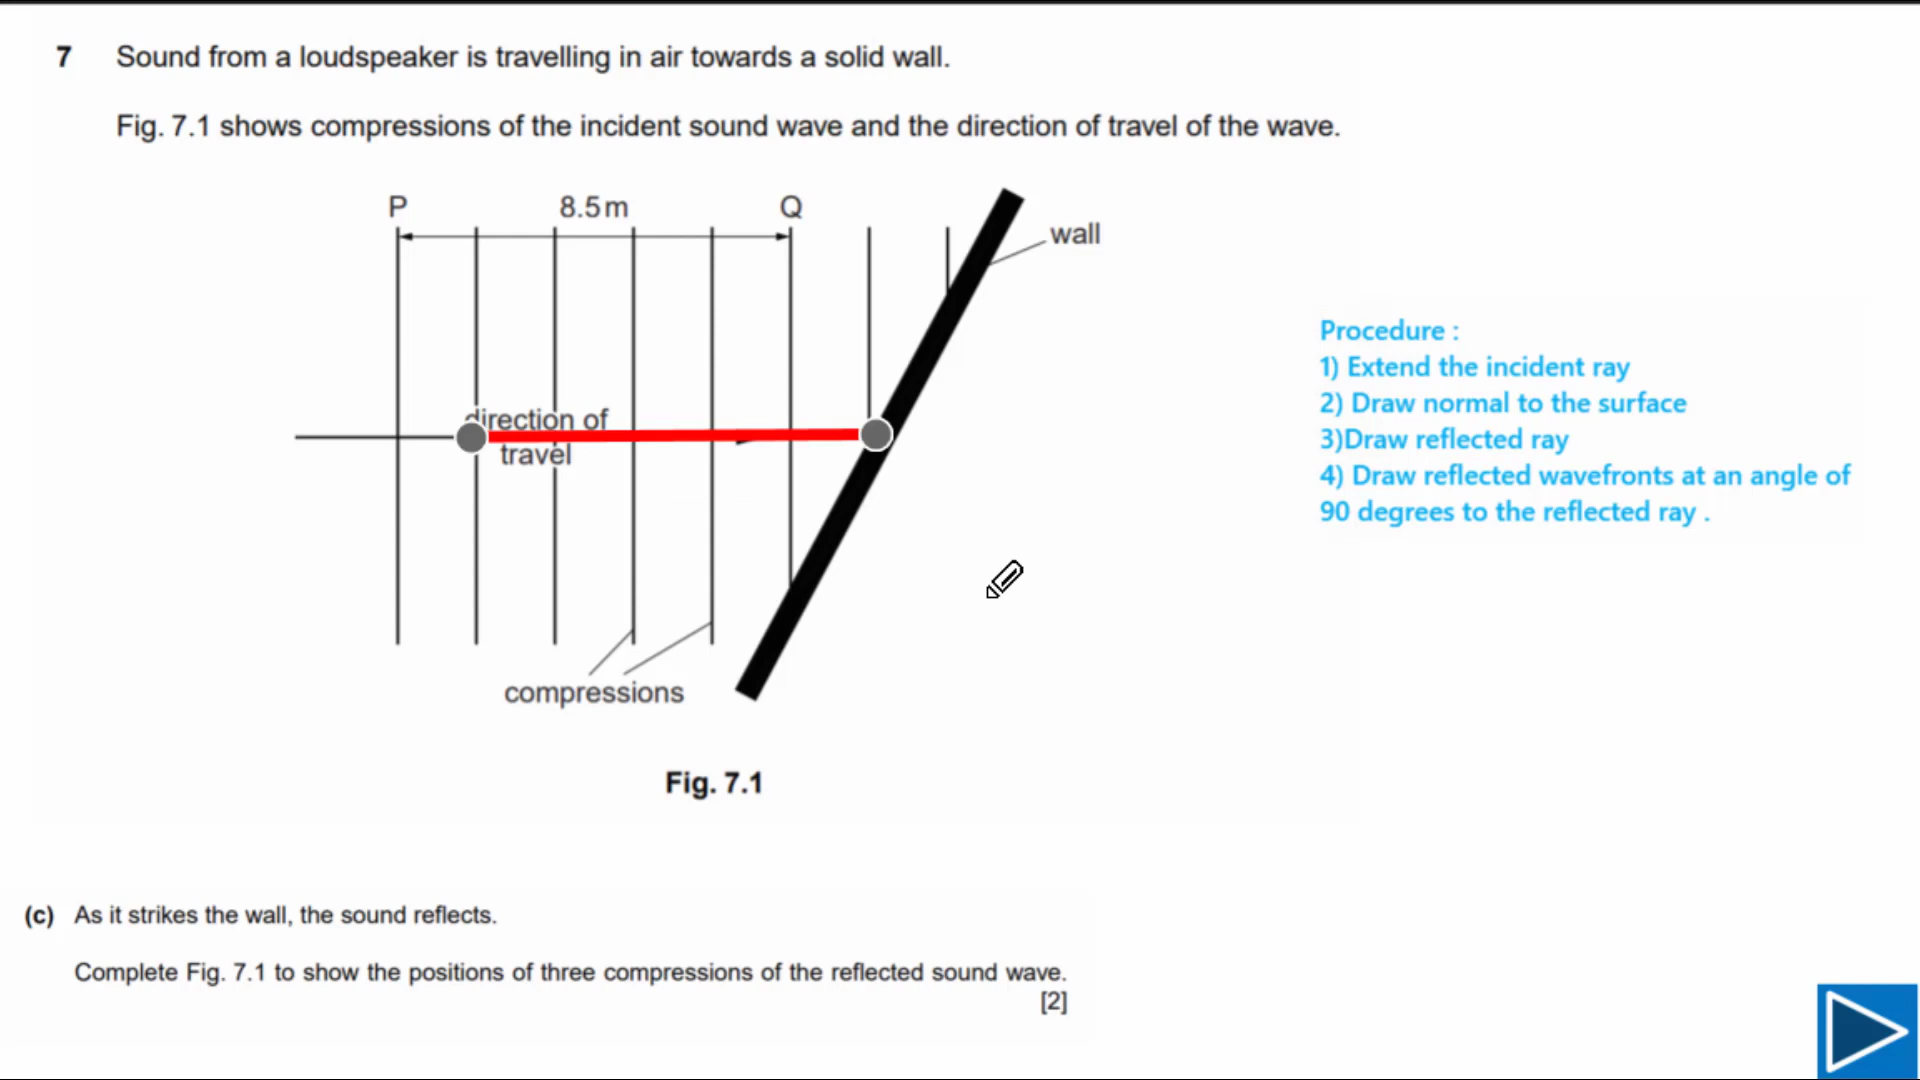 7 Sound from a loudspeaker is travelling in air towards a solid wall.
Fig. 7.1 shows compressions of the incident sound wave and the direction of travel of the wave.
P 8.5 m Q
wall
direction of
travel
compressions
Fig. 7.1
Procedure :
1) Extend the incident ray
2) Draw normal to the surface
3)Draw reflected ray
4) Draw reflected wavefronts at an angle of
90 degrees to the reflected ray .
(c) As it strikes the wall, the sound reflects.
Complete Fig. 7.1 to show the positions of three compressions of the reflected sound wave.
[2]